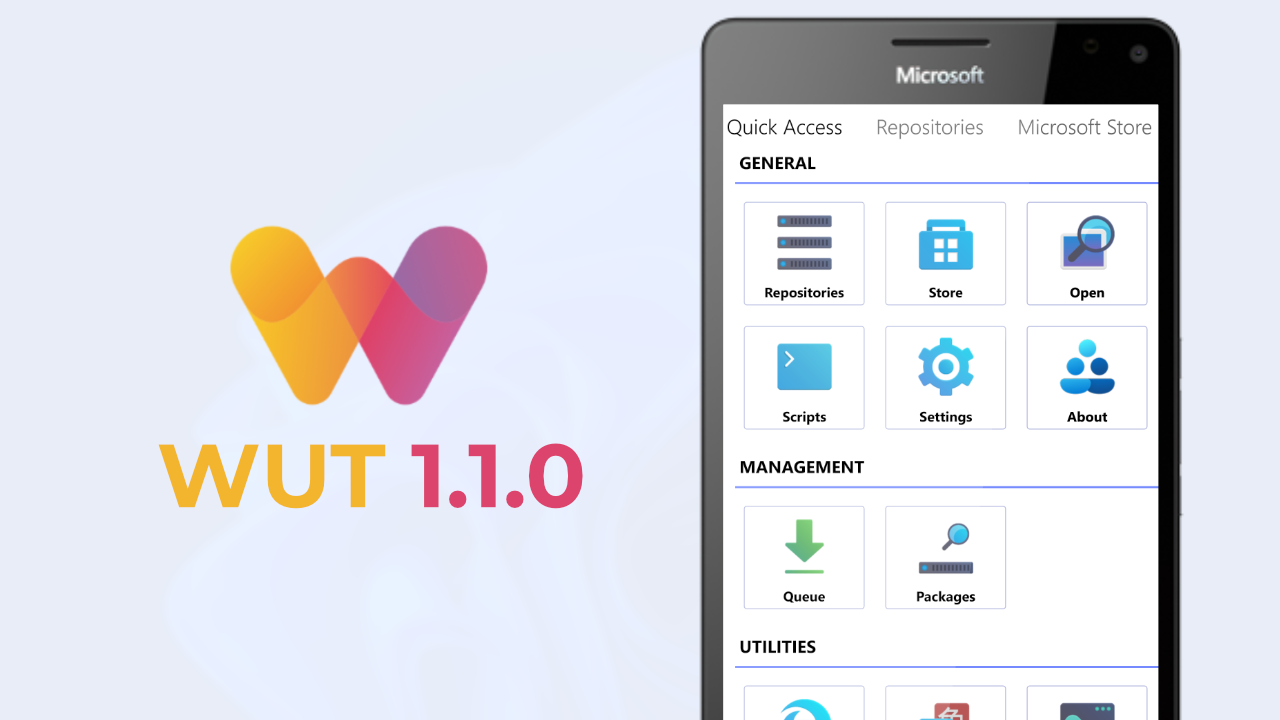 WUT 1.1.0
Microsoft
Quick Access Repositories Microsoft Store
GENERAL
Repositories Store Open
Scripts Settings About
MANAGEMENT
Queue Packages
UTILITIES